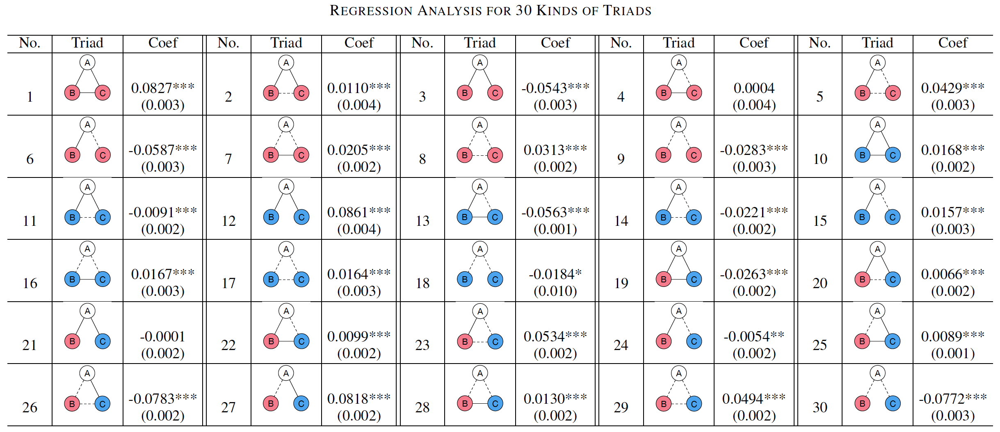 REGRESSION ANALYSIS FOR 30 KINDS OF TRIADS
No. Triad Coef No. Triad Coef No. Triad Coef No. Triad Coef No. Triad Coef
A A A A A
1 B C 0.0827*** 2 B C 0.0110*** 3 B C -0.0543*** 4 B C 0.0004 5 B C 0.0429***
(0.003) (0.004) (0.003) (0.004) (0.003)
A A A A A
6 B C -0.0587*** 7 B C 0.0205*** 8 B C 0.0313*** 9 B C -0.0283*** 10 B C 0.0168***
(0.003) (0.002) (0.002) (0.003) (0.002)
A A A A A
11 B C -0.0091*** 12 B C 0.0861*** 13 B C -0.0563*** 14 B C -0.0221*** 15 B C 0.0157***
(0.002) (0.004) (0.001) (0.002) (0.003)
A A A A A
16 B C 0.0167*** 17 B C 0.0164*** 18 B C -0.0184* 19 B C -0.0263*** 20 B C 0.0066***
(0.003) (0.003) (0.010) (0.002) (0.002)
A A A A A
21 B C -0.0001 22 B C 0.0099*** 23 B C 0.0534*** 24 B C -0.0054** 25 B C 0.0089***
(0.002) (0.002) (0.002) (0.002) (0.001)
A A A A A
26 B C -0.0783*** 27 B C 0.0818*** 28 B C 0.0130*** 29 B C 0.0494*** 30 B C -0.0772***
(0.002) (0.002) (0.002) (0.002) (0.003)